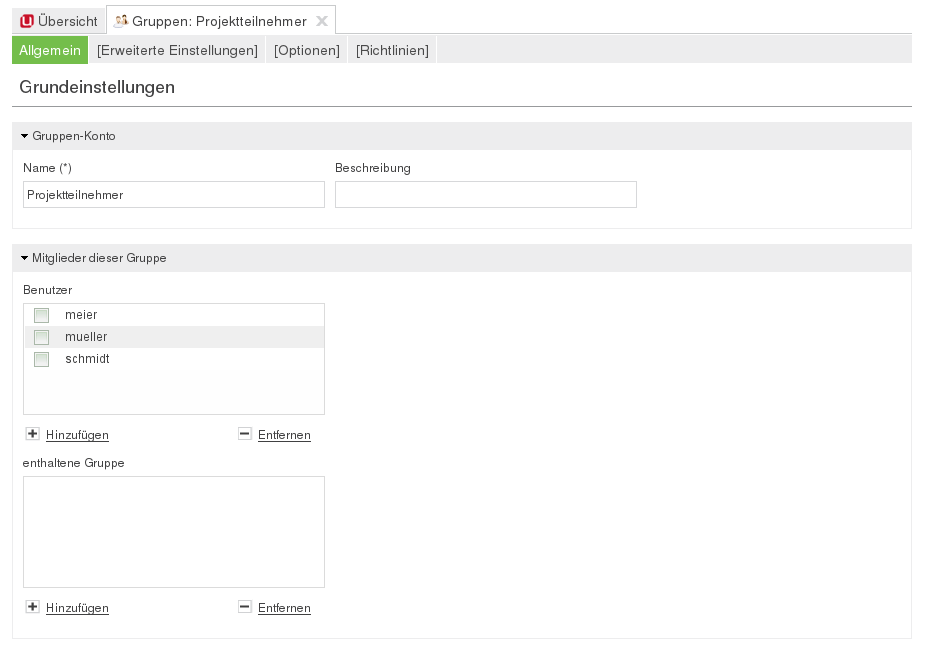 Übersicht Gruppen: Projektteilnehmer
Allgemein [Erweiterte Einstellungen] [Optionen] [Richtlinien]
Grundeinstellungen
Gruppen-Konto
Name (*) Beschreibung
Projektteilnehmer
Mitglieder dieser Gruppe
Benutzer
meier
mueller
schmidt
Hinzufügen Entfernen
enthaltene Gruppe
Hinzufügen Entfernen